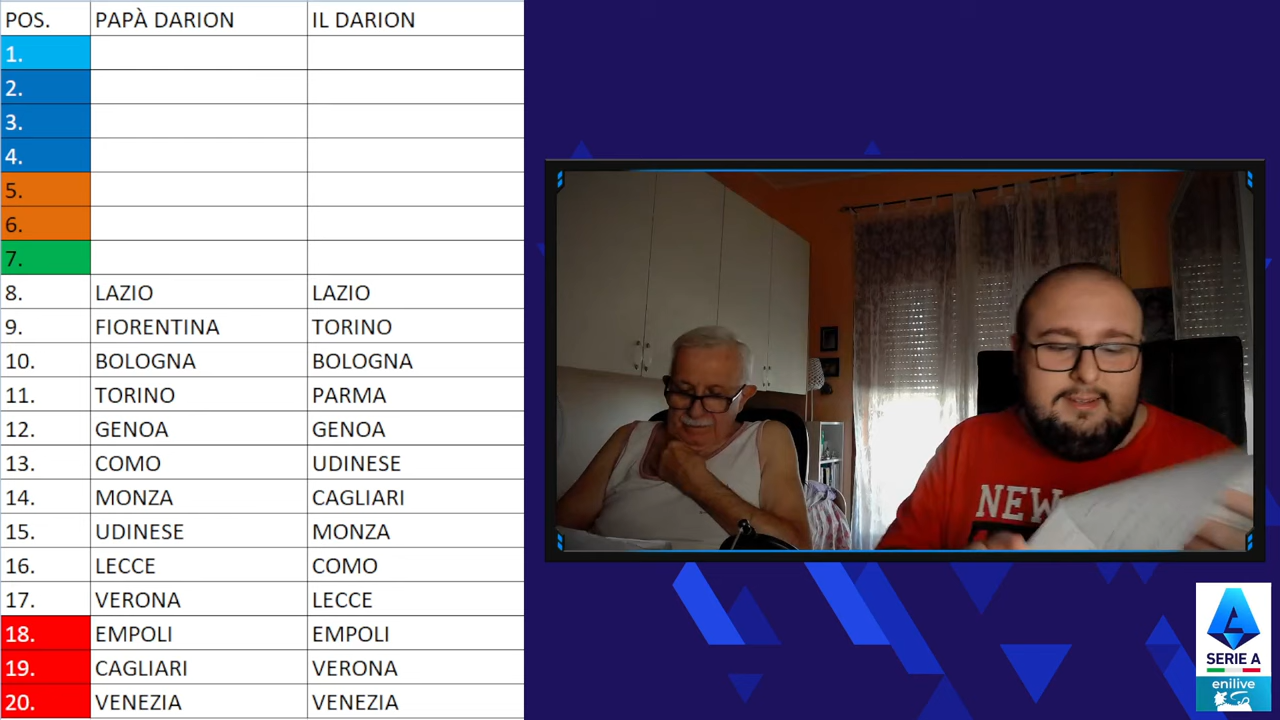 POS. PAPÀ DARION IL DARION
1.
2.
3.
4.
5.
6.
7.
8. LAZIO LAZIO
9. FIORENTINA TORINO
10. BOLOGNA BOLOGNA
11. TORINO PARMA
12. GENOA GENOA
13. COMO UDINESE
14. MONZA CAGLIARI
15. UDINESE MONZA
16. LECCE COMO
17. VERONA LECCE
18. EMPOLI EMPOLI
19. CAGLIARI VERONA
20. VENEZIA VENEZIA
NEW
SERIE A
enilive